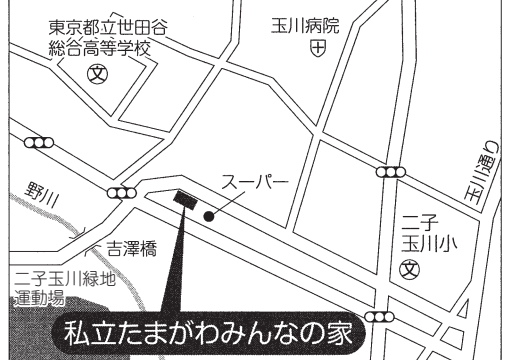 東京都立世田谷
総合高等学校
文
玉川病院
玉川通り
スーパー
野川
二子
玉川小
文
吉澤橋
二子玉川緑地
運動場
私立たまがわみんなの家